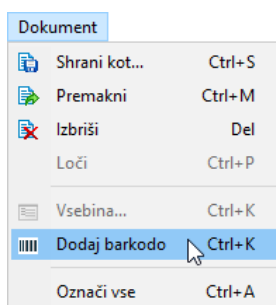 Dokument
Shrani kot... Ctrl+S
Premakni Ctrl+M
Izbriši Del
Loči Ctrl+P
Vsebina... Ctrl+K
Dodaj barkodo Ctrl+K
Označi vse Ctrl+A